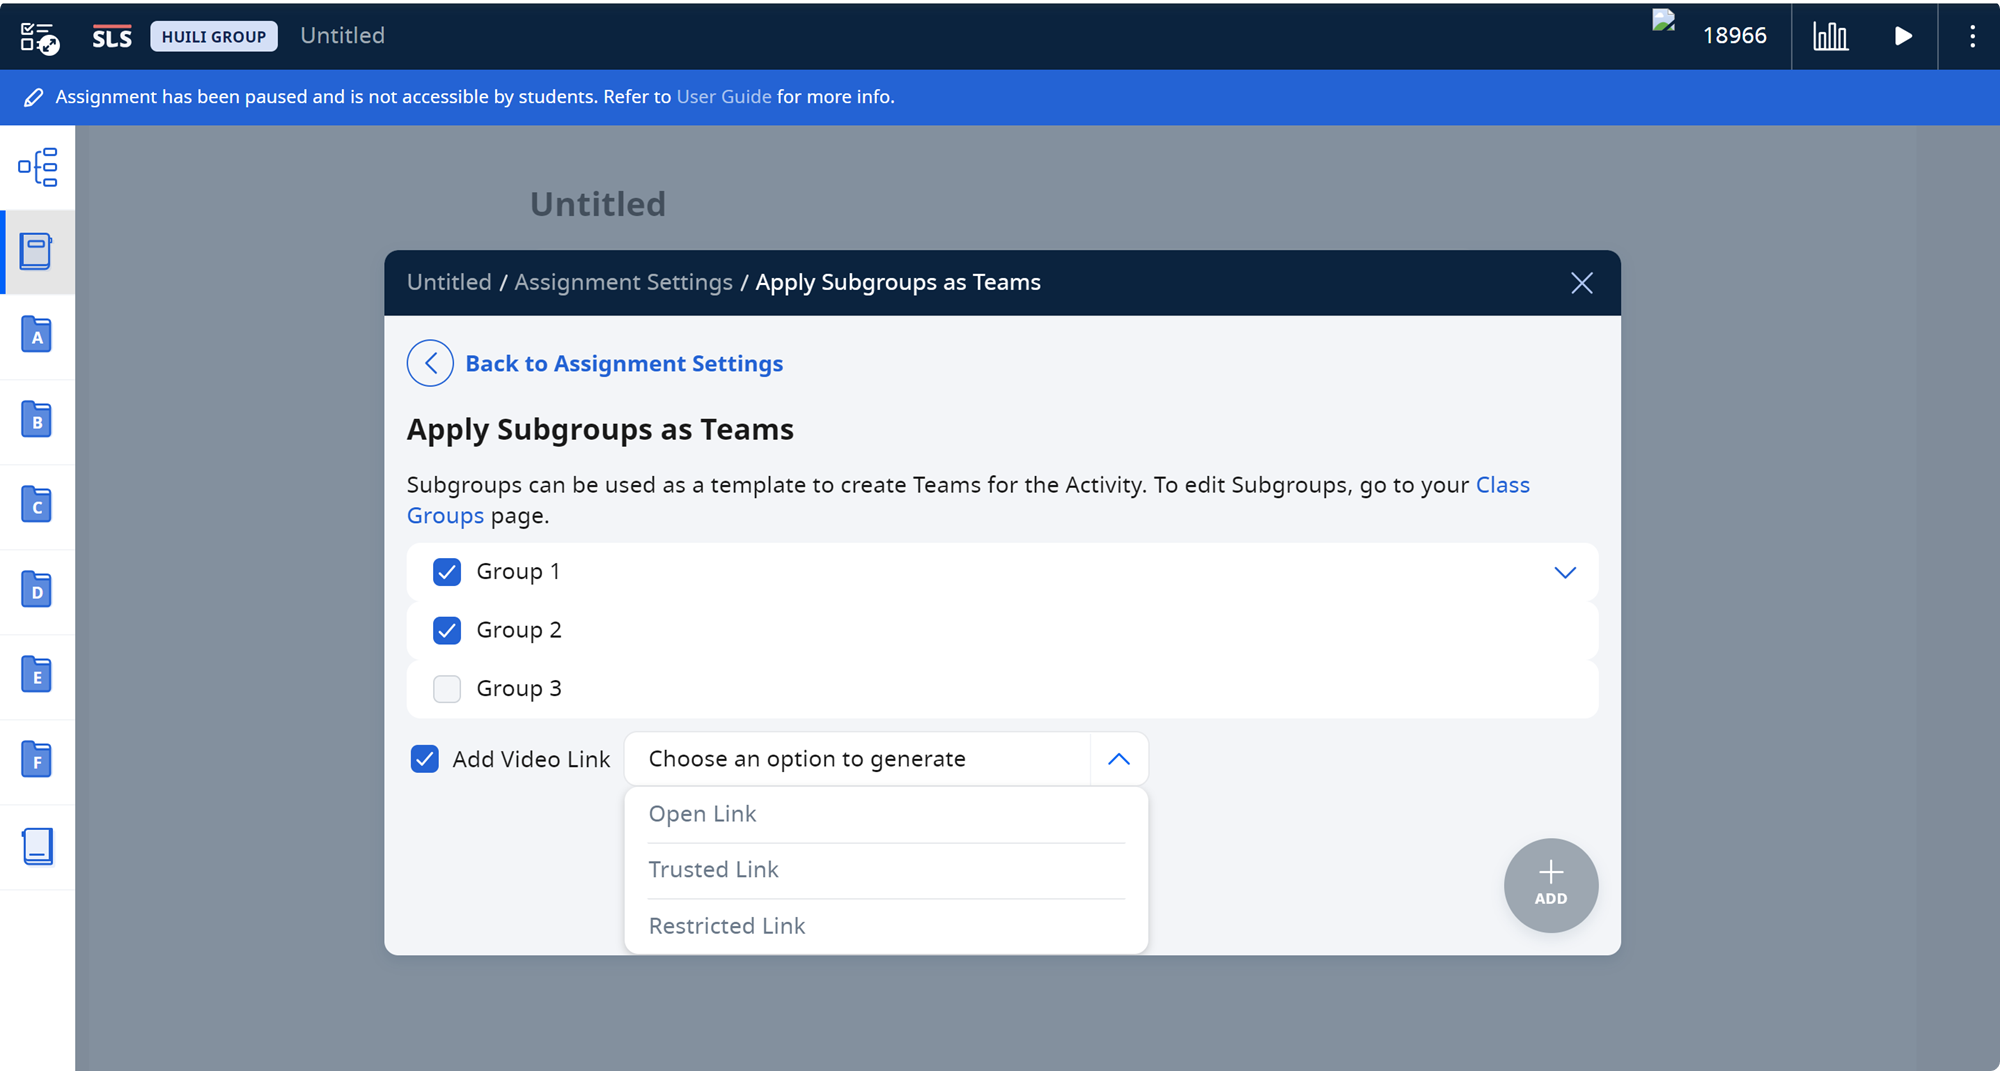 SLS HUILI GROUP Untitled 18966
Assignment has been paused and is not accessible by students. Refer to User Guide for more info.
Untitled
Untitled / Assignment Settings / Apply Subgroups as Teams
Back to Assignment Settings
Apply Subgroups as Teams
Subgroups can be used as a template to create Teams for the Activity. To edit Subgroups, go to your Class
Groups page.
Group 1
Group 2
Group 3
Add Video Link Choose an option to generate
Open Link
Trusted Link
Restricted Link
ADD
A
B
C
D
E
F